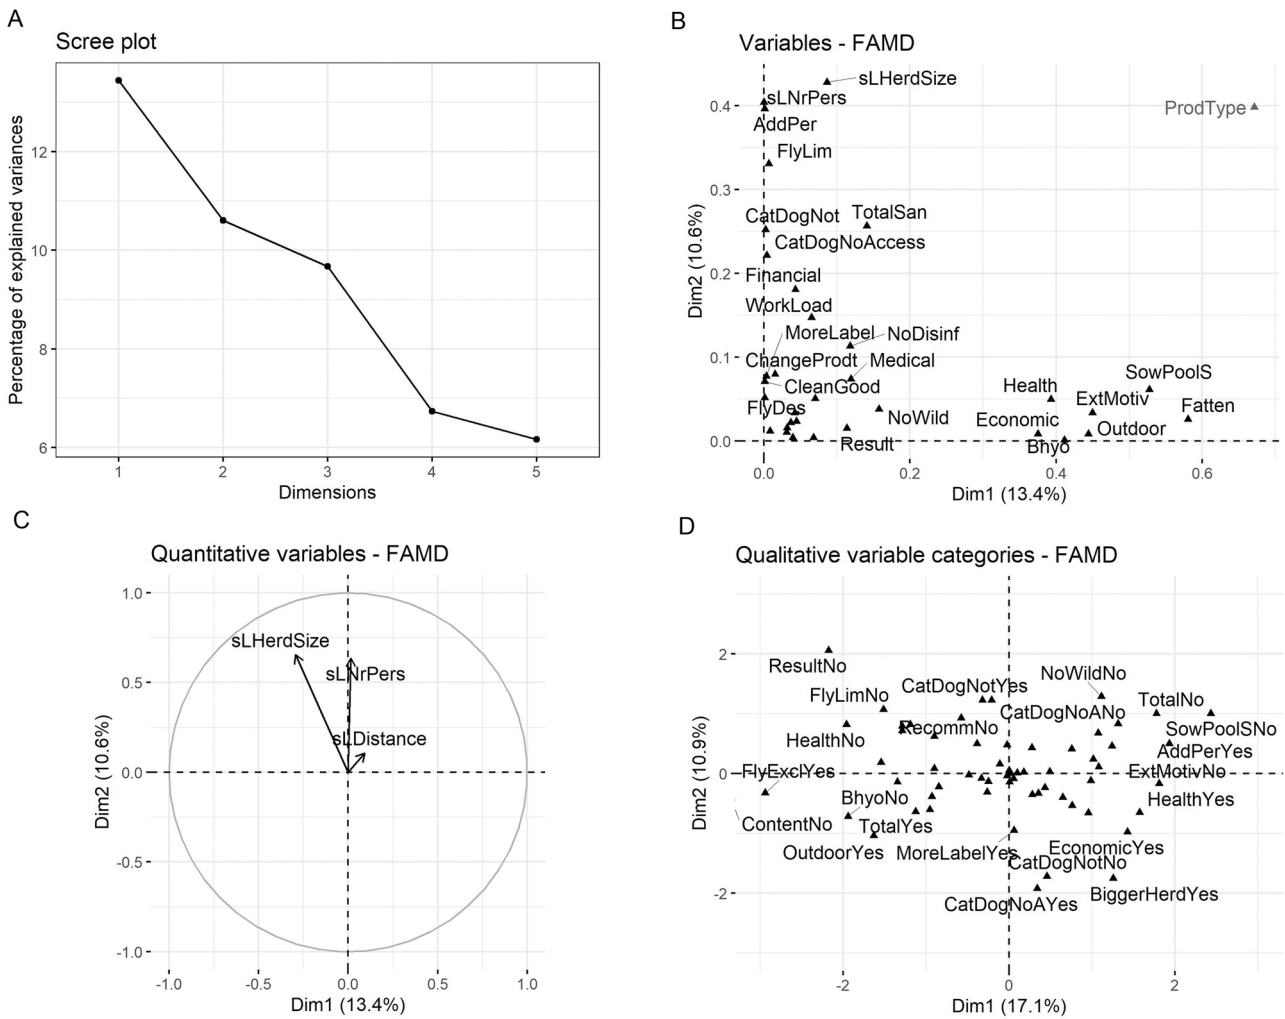 A
Scree plot
Percentage of explained variances
12
10
8
6
1 2 3 4 5
Dimensions
B
Variables - FAMD
Dim2 (10.6%)
0.4
0.3
0.2
0.1
0.0
sLHerdSize
sLNrPers
ProdType
AddPer
FlyLim
CatDogNot
TotalSan
CatDogNoAccess
Financial
WorkLoad
MoreLabel
NoDisinf
ChangeProdt
Medical
CleanGood
FlyDes
NoWild
Result
Health
SowPoolS
ExtMotiv
Fatten
Economic
Outdoor
Bhyo
0.0 0.2 0.4 0.6
Dim1 (13.4%)
C
Quantitative variables - FAMD
Dim2 (10.6%)
1.0
0.5
0.0
-0.5
-1.0
sLHerdSize
sLNrPers
sLDistance
-1.0 -0.5 0.0 0.5 1.0
Dim1 (13.4%)
D
Qualitative variable categories - FAMD
Dim2 (10.9%)
2
0
-2
ResultNo
FlyLimNo
CatDogNotYes
NoWildNo
TotalNo
CatDogNoANo
RecommNo
SowPoolSNo
HealthNo
AddPerYes
FlyExclYes
ExtMotivNo
BhyoNo
HealthYes
ContentNo
TotalYes
EconomicYes
OutdoorYes
MoreLabelYes
CatDogNotNo
BiggerHerdYes
CatDogNoAYes
-2 0 2
Dim1 (17.1%)